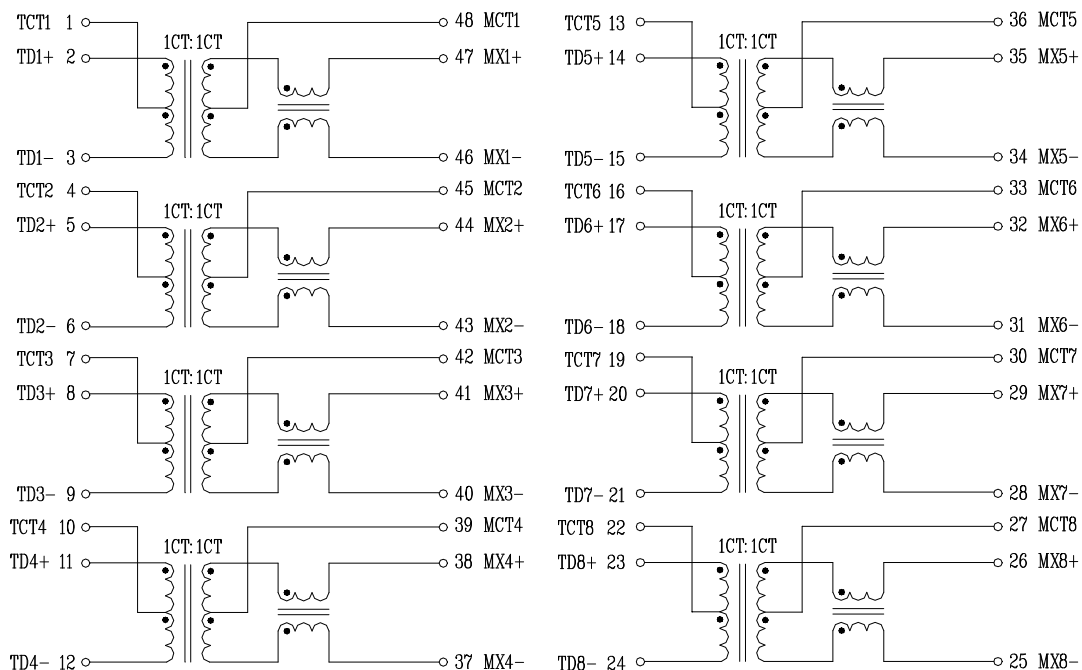 TCT1 1
48 MCT1
1CT:1CT
TD1+ 2
47 MX1+
TD1- 3
46 MX1-
TCT2 4
45 MCT2
1CT:1CT
TD2+ 5
44 MX2+
TD2- 6
43 MX2-
TCT3 7
42 MCT3
1CT:1CT
TD3+ 8
41 MX3+
TD3- 9
40 MX3-
TCT4 10
39 MCT4
1CT:1CT
TD4+ 11
38 MX4+
TD4- 12
37 MX4-
TCT5 13
36 MCT5
1CT:1CT
TD5+ 14
35 MX5+
TD5- 15
34 MX5-
TCT6 16
33 MCT6
1CT:1CT
TD6+ 17
32 MX6+
TD6- 18
31 MX6-
TCT7 19
30 MCT7
1CT:1CT
TD7+ 20
29 MX7+
TD7- 21
28 MX7-
TCT8 22
27 MCT8
1CT:1CT
TD8+ 23
26 MX8+
TD8- 24
25 MX8-